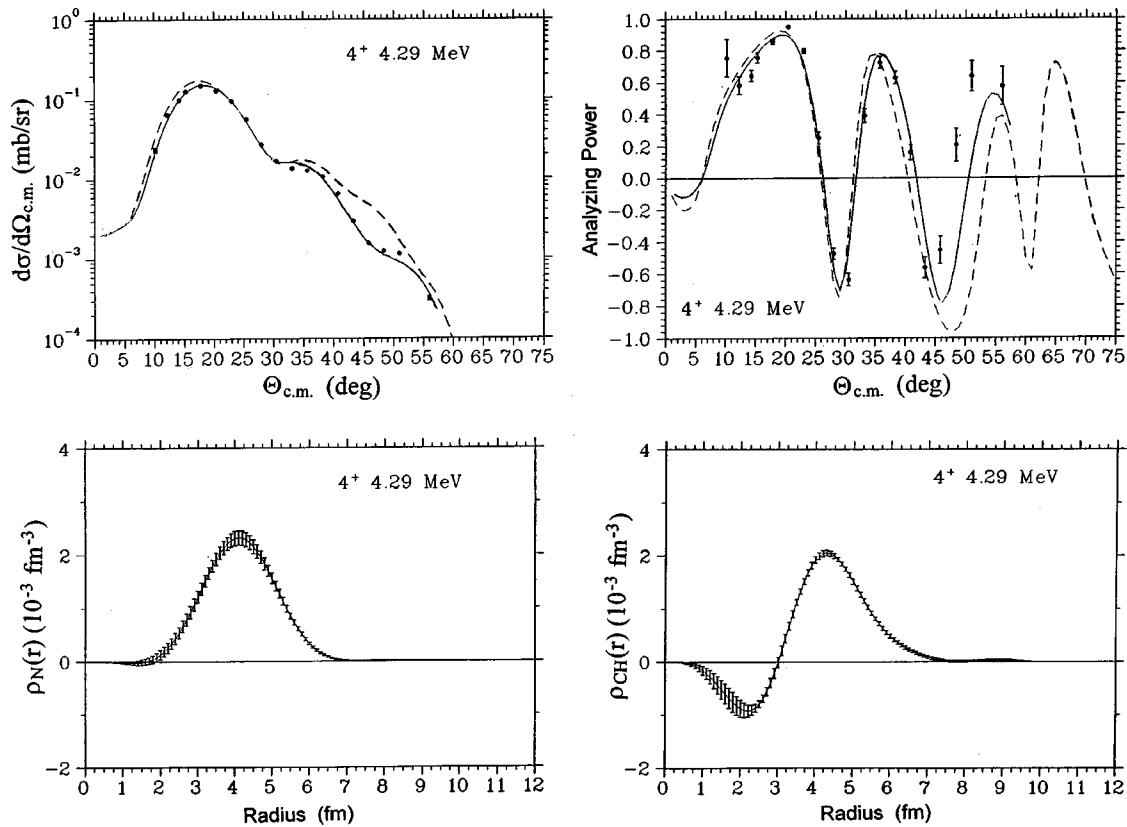 10⁰
10⁻¹
10⁻²
10⁻³
10⁻⁴
dσ/dΩc.m. (mb/sr)
4⁺ 4.29 MeV
0 5 10 15 20 25 30 35 40 45 50 55 60 65 70 75
Θc.m. (deg)
1.0
0.8
0.6
0.4
0.2
0.0
−0.2
−0.4
−0.6
−0.8
−1.0
Analyzing Power
4⁺ 4.29 MeV
0 5 10 15 20 25 30 35 40 45 50 55 60 65 70 75
Θc.m. (deg)
4
2
0
−2
ρN(r) (10⁻³ fm⁻³)
4⁺ 4.29 MeV
0 1 2 3 4 5 6 7 8 9 10 11 12
Radius (fm)
4
2
0
−2
ρCH(r) (10⁻³ fm⁻³)
4⁺ 4.29 MeV
0 1 2 3 4 5 6 7 8 9 10 11 12
Radius (fm)